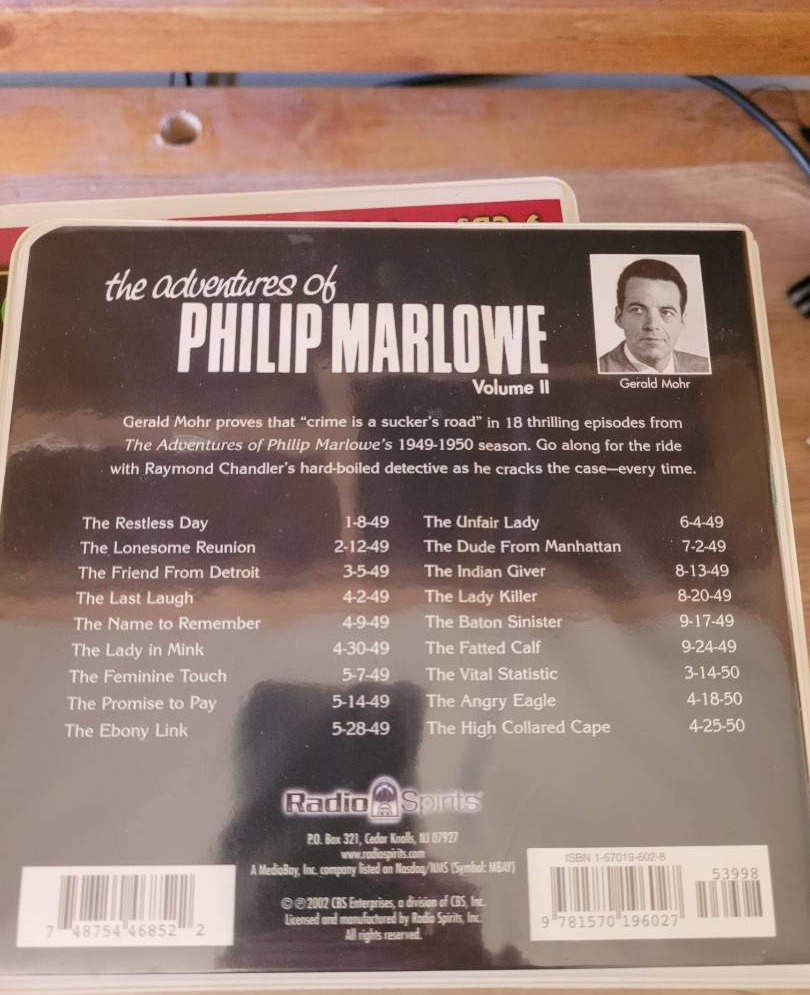 the adventures of
PHILIP MARLOWE
Volume II
Gerald Mohr
Gerald Mohr proves that “crime is a sucker's road” in 18 thrilling episodes from
The Adventures of Philip Marlowe's 1949-1950 season. Go along for the ride
with Raymond Chandler's hard-boiled detective as he cracks the case—every time.
The Restless Day 1-8-49
The Lonesome Reunion 2-12-49
The Friend From Detroit 3-5-49
The Last Laugh 4-2-49
The Name to Remember 4-9-49
The Lady in Mink 4-30-49
The Feminine Touch 5-7-49
The Promise to Pay 5-14-49
The Ebony Link 5-28-49
The Unfair Lady 6-4-49
The Dude From Manhattan 7-2-49
The Indian Giver 8-13-49
The Lady Killer 8-20-49
The Baton Sinister 9-17-49
The Fatted Calf 9-24-49
The Vital Statistic 3-14-50
The Angry Eagle 4-18-50
The High Collared Cape 4-25-50
Radio Spirits
P.O. Box 321, Cedar Knolls, NJ 07927
www.radiospirits.com
A MediaBay, Inc. company listed on Nasdaq/NMS (Symbol: MBAY)
© ℗ 2002 CBS Enterprises, a division of CBS, Inc.
Licensed and manufactured by Radio Spirits, Inc.
All rights reserved.
7 48754 46852 2
ISBN 1-57019-602-8
53998
9 781570 196027